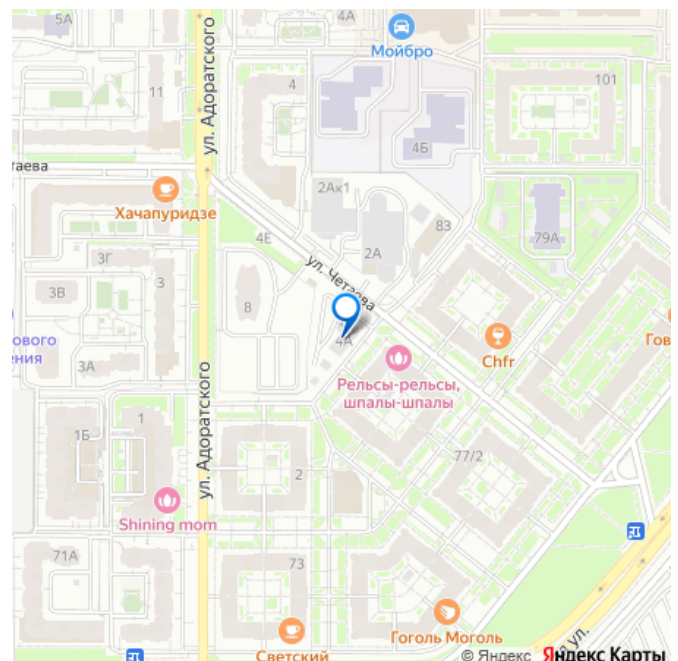 5А
4А
Мойбро
101
11
4
ул. Адоратского
4Б
таева
2Ак1
83
Хачапуридзе
4Е
2А
79А
ул. Четаева
3Г
3В
3
8
ового
ения
4А
Chfr
Гов
3А
Рельсы-рельсы,
шпалы-шпалы
ул. Адоратского
1
1Б
77/2
2
Shining mom
71А
73
Гоголь Моголь
Светский
ул.
© Яндекс Яндекс Карты